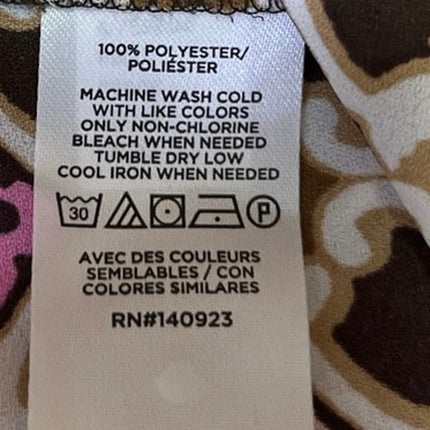 100% POLYESTER/
POLIÉSTER
MACHINE WASH COLD
WITH LIKE COLORS
ONLY NON-CHLORINE
BLEACH WHEN NEEDED
TUMBLE DRY LOW
COOL IRON WHEN NEEDED
30 P
AVEC DES COULEURS
SEMBLABLES / CON
COLORES SIMILARES
RN#140923